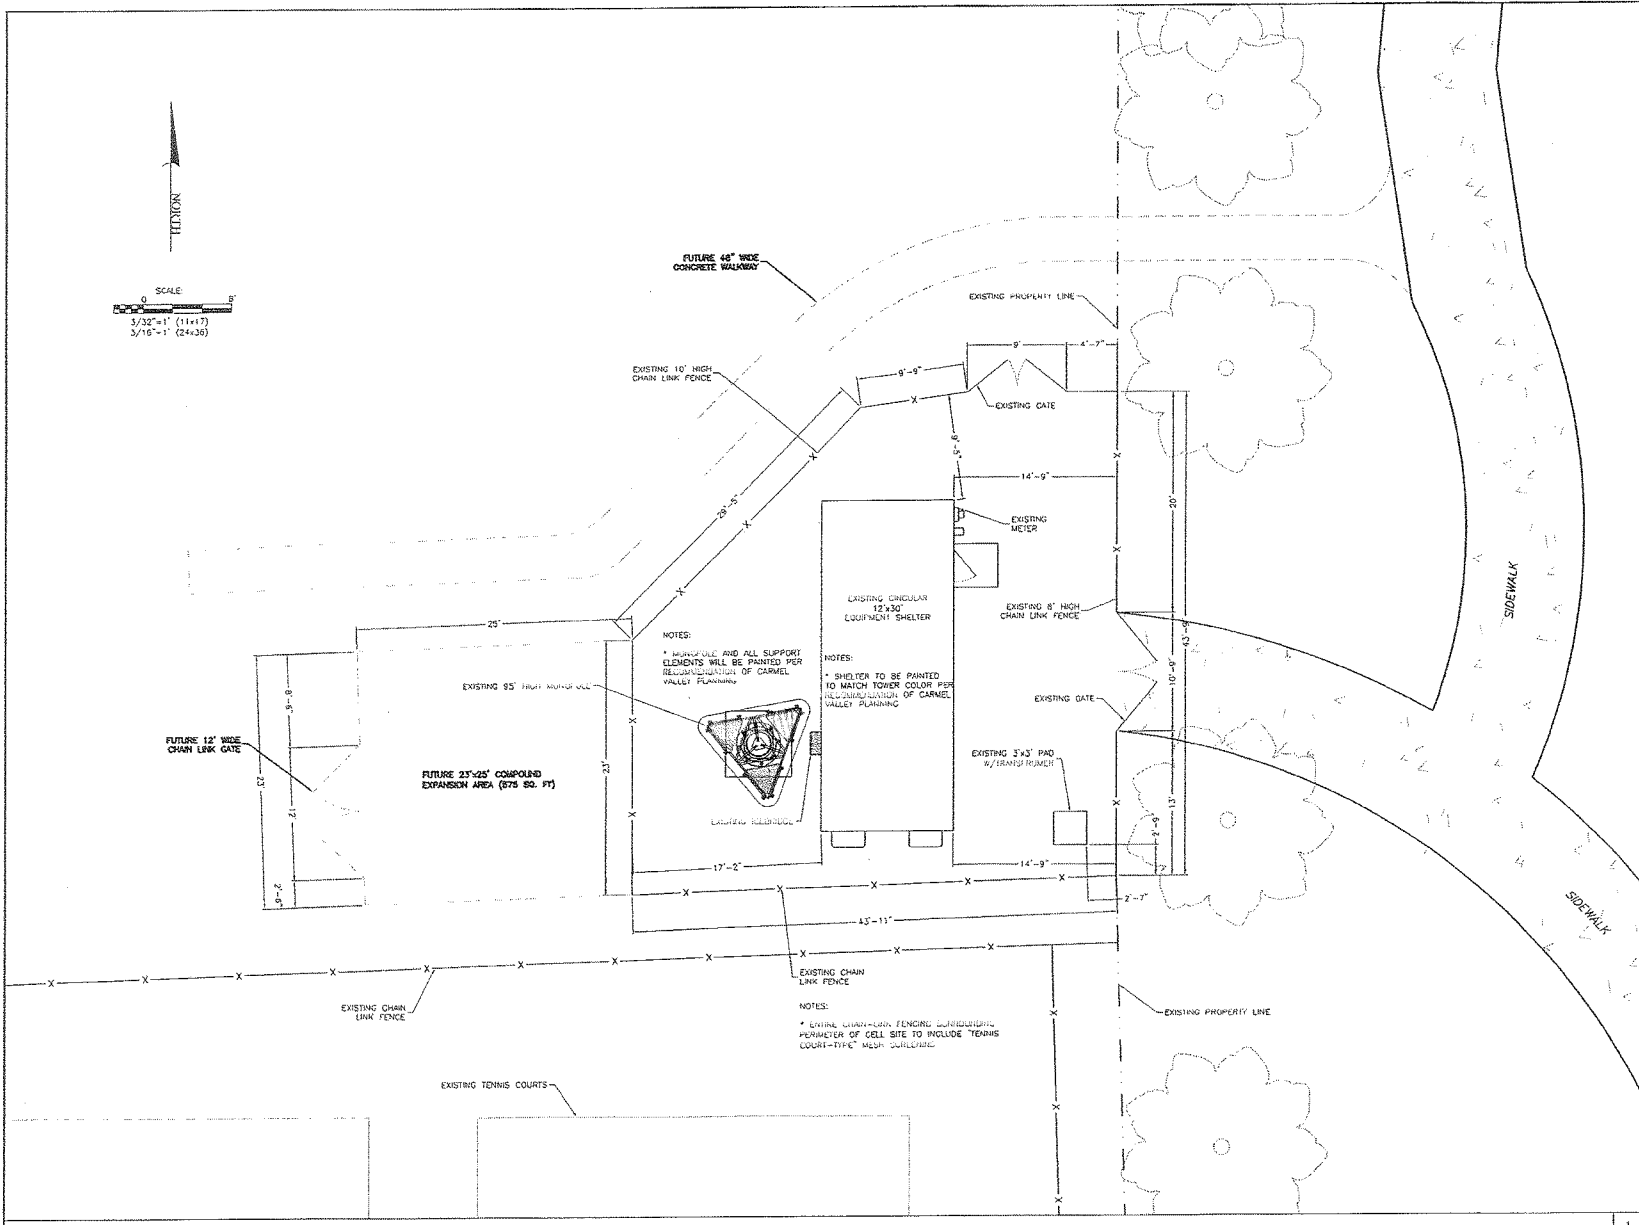 NORTH
SCALE:
0 8'
3/32"=1' (11x17)
3/16"=1' (24x36)
FUTURE 48" WIDE
CONCRETE WALKWAY
EXISTING PROPERTY LINE
9'
4'-7"
9'-9"
EXISTING 10' HIGH
CHAIN LINK FENCE
EXISTING GATE
9'-5"
29'-5"
14'-9"
20'
EXISTING
METER
SIDEWALK
EXISTING CINGULAR
12'x30'
EQUIPMENT SHELTER
EXISTING 8' HIGH
CHAIN LINK FENCE
43'-9"
25'
NOTES:
* MONOPOLE AND ALL SUPPORT
ELEMENTS WILL BE PAINTED PER
RECOMMENDATION OF CARMEL
VALLEY PLANNING
NOTES:
* SHELTER TO BE PAINTED
TO MATCH TOWER COLOR PER
RECOMMENDATION OF CARMEL
VALLEY PLANNING
10'-9"
EXISTING 95' HIGH MONOPOLE
EXISTING GATE
8'-6"
FUTURE 12' WIDE
CHAIN LINK GATE
EXISTING 3'x3' PAD
W/TRANSFORMER
FUTURE 23'x25' COMPOUND
EXPANSION AREA (575 SQ. FT)
23'
23'
12'
13'
EXISTING ICEBRIDGE
2'-9"
17'-2"
14'-9"
2'-6"
2'-7"
43'-11"
EXISTING CHAIN
LINK FENCE
EXISTING CHAIN
LINK FENCE
SIDEWALK
NOTES:
* ENTIRE CHAIN-LINK FENCING SURROUNDING
PERIMETER OF CELL SITE TO INCLUDE "TENNIS
COURT-TYPE" MESH SCREENING
EXISTING PROPERTY LINE
EXISTING TENNIS COURTS